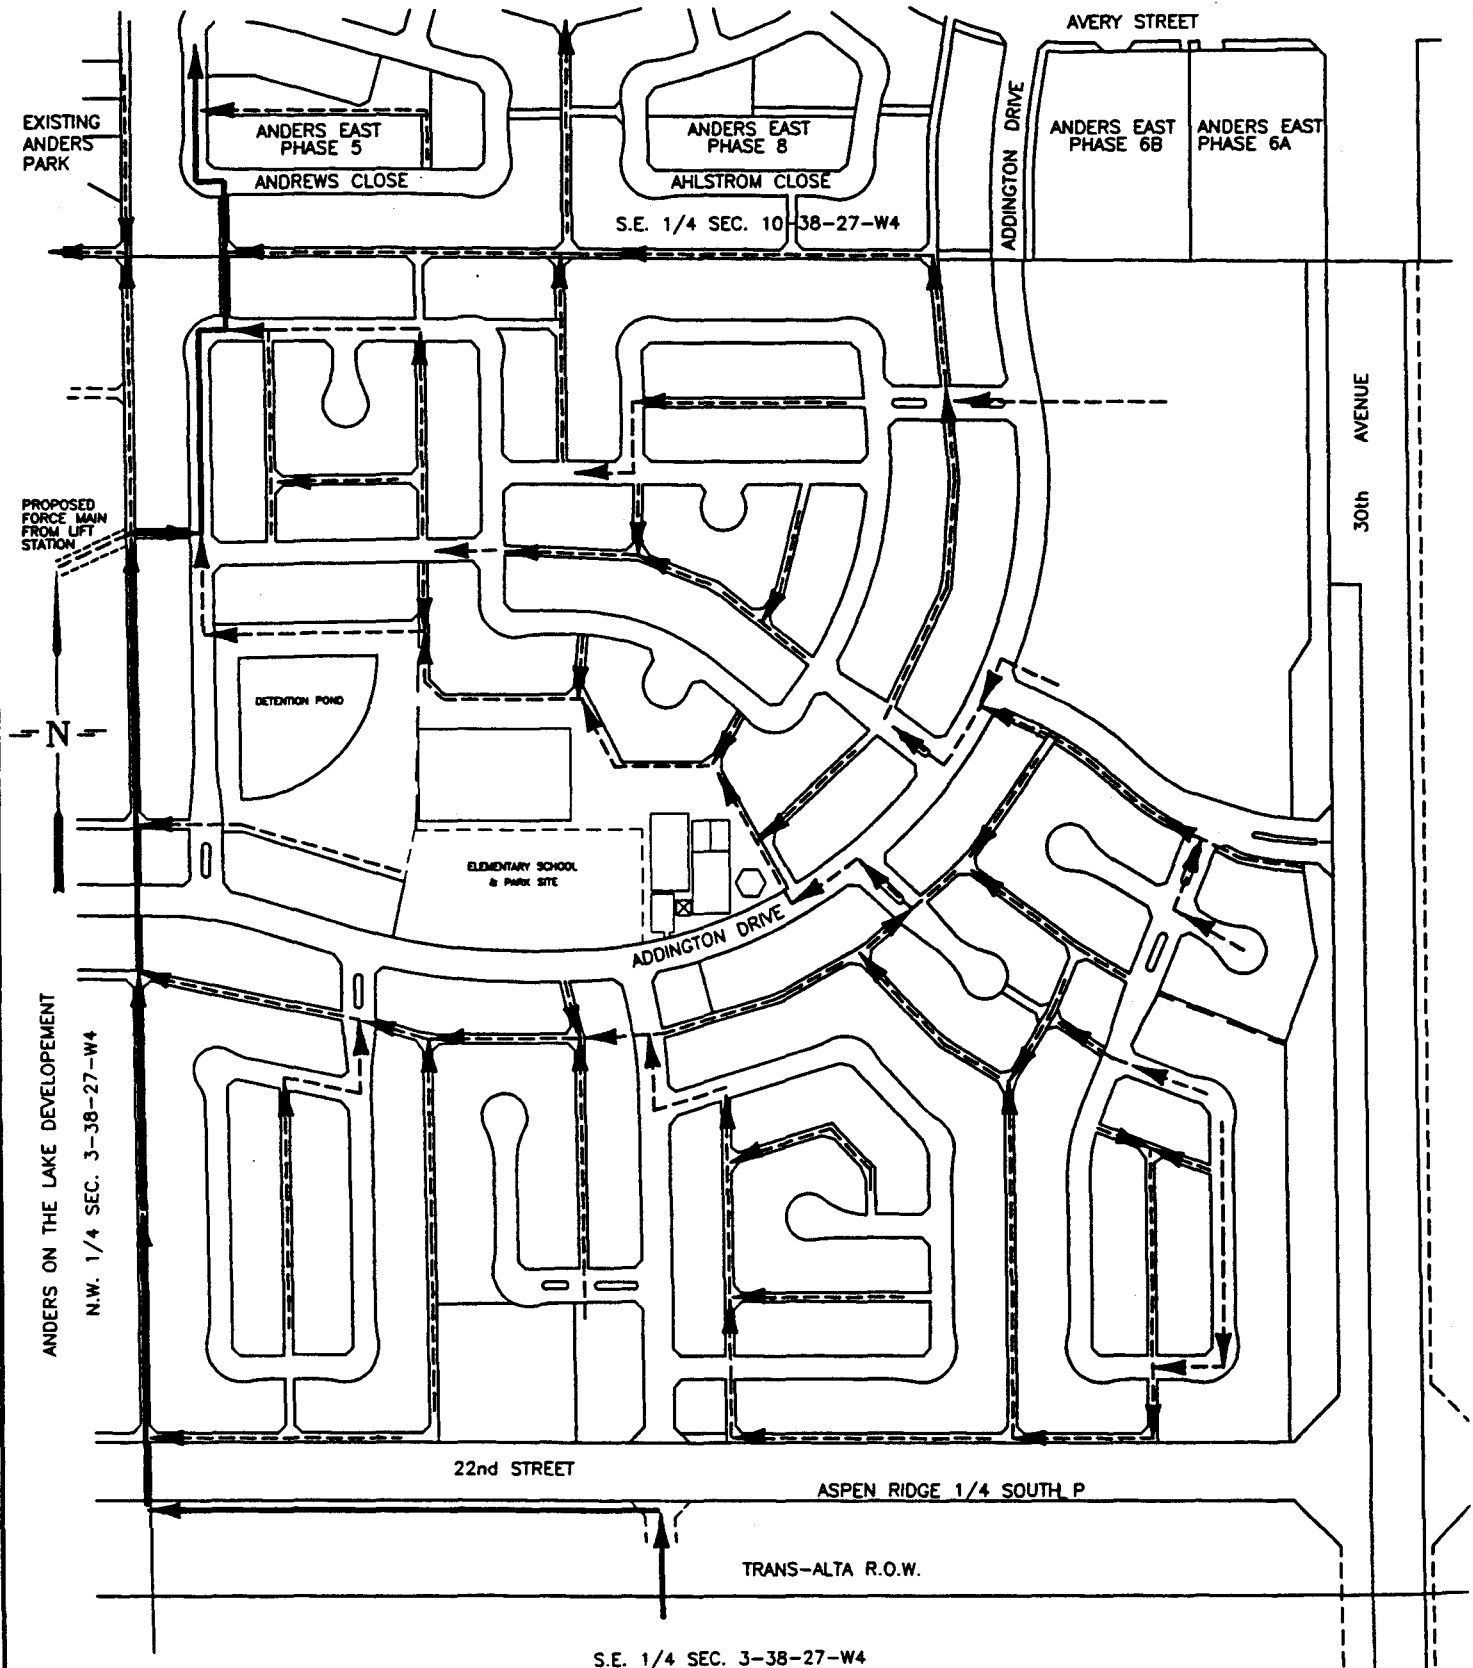 AVERY STREET
EXISTING
ANDERS
PARK
ANDERS EAST
PHASE 5
ANDERS EAST
PHASE 8
ADDINGTON DRIVE
ANDERS EAST
PHASE 6B
ANDERS EAST
PHASE 6A
ANDREWS CLOSE
AHLSTROM CLOSE
S.E. 1/4 SEC. 10-38-27-W4
30th AVENUE
PROPOSED
FORCE MAIN
FROM LIFT
STATION
DETENTION POND
N
ELEMENTARY SCHOOL
& PARK SITE
ADDINGTON DRIVE
ANDERS ON THE LAKE DEVELOPEMENT
N.W. 1/4 SEC. 3-38-27-W4
22nd STREET
ASPEN RIDGE 1/4 SOUTH P
TRANS-ALTA R.O.W.
S.E. 1/4 SEC. 3-38-27-W4